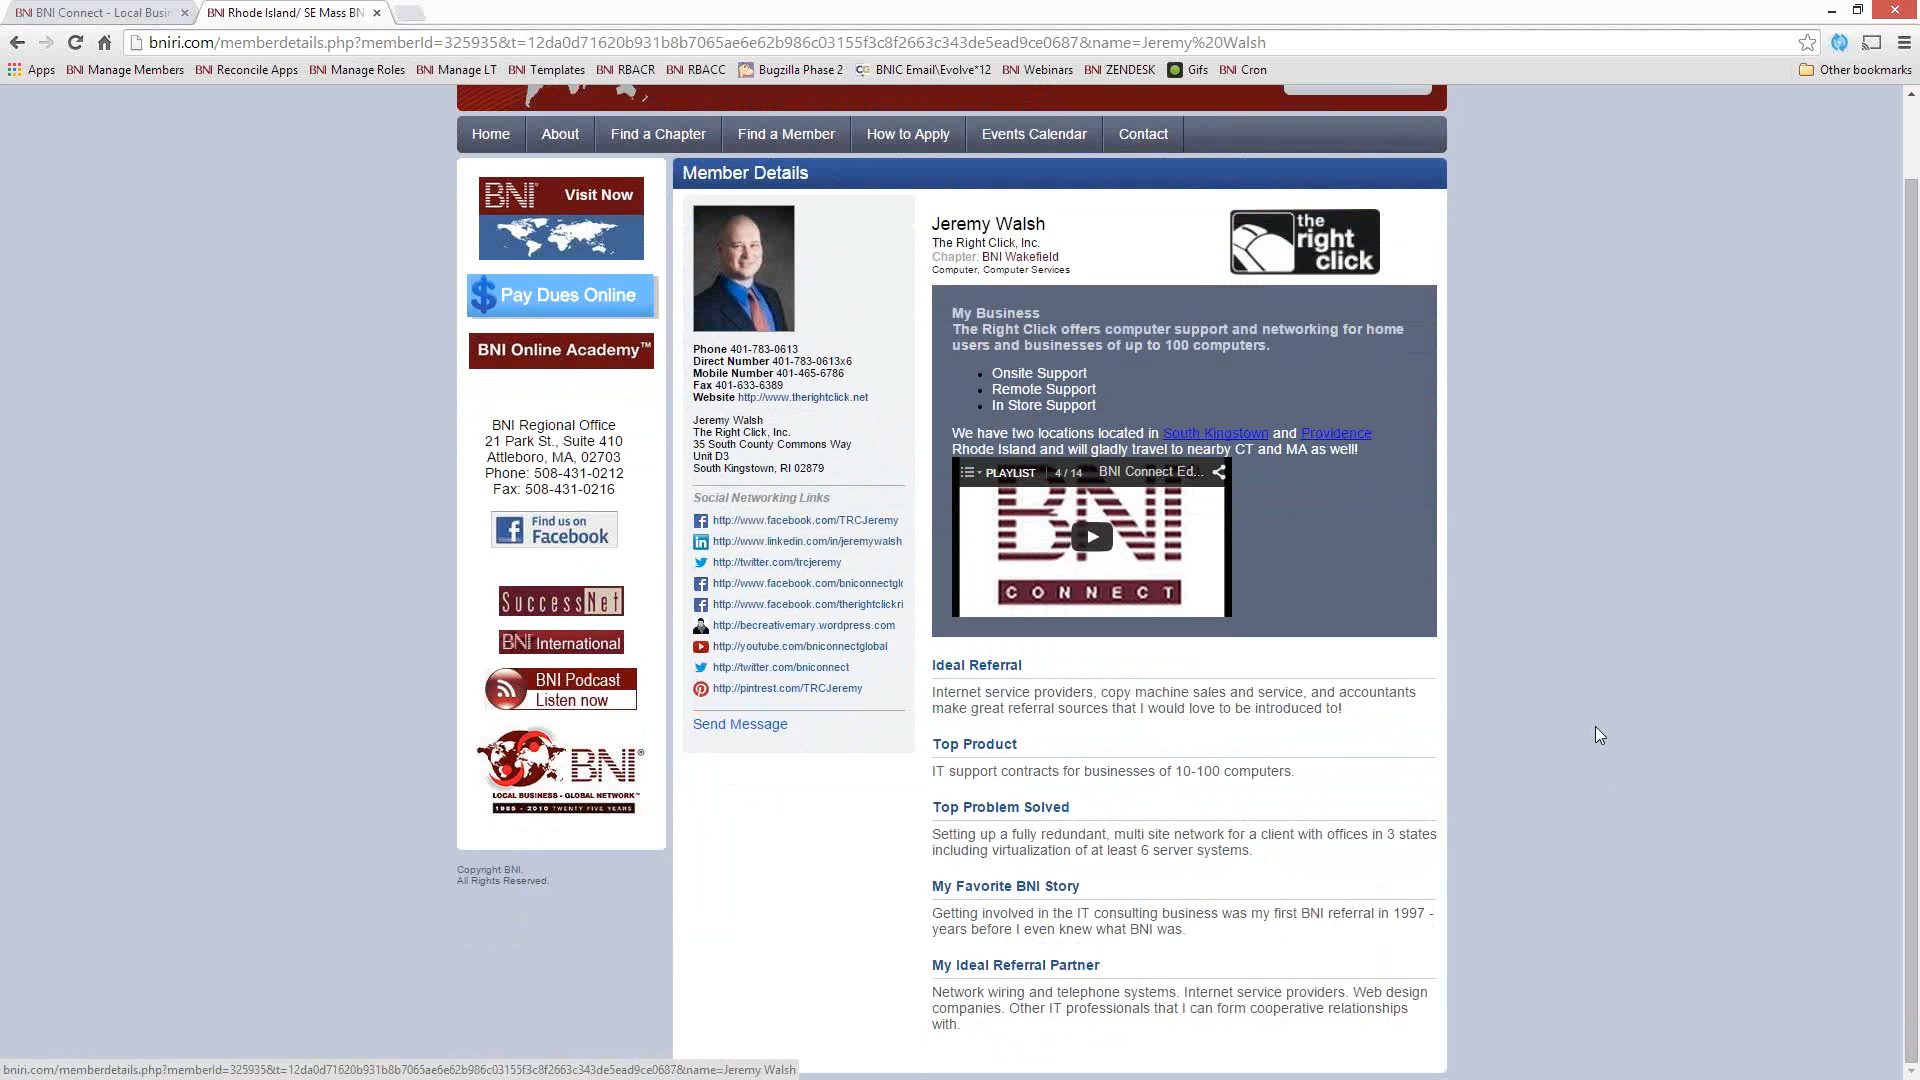 BNI BNI Connect - Local Busin
BNI Rhode Island/ SE Mass BN
bniri.com/memberdetails.php?memberId=325935&t=12da0d71620b931b8b7065ae6e62b986c03155f3c8f2663c343de5ead9ce0687&name=Jeremy%20Walsh
Apps BNI BNI Manage Members BNI Reconcile Apps BNI Manage Roles BNI Manage LT BNI Templates BNI RBACR BNI RBACC Bugzilla Phase 2 BNIC Email\Evolve*12 BNI Webinars BNI ZENDESK Gifs BNI Cron Other bookmarks
Home About Find a Chapter Find a Member How to Apply Events Calendar Contact
BNI® Visit Now
Pay Dues Online
BNI Online Academy™
BNI Regional Office
21 Park St., Suite 410
Attleboro, MA, 02703
Phone: 508-431-0212
Fax: 508-431-0216
Find us on
Facebook
SuccessNet
BNI International
BNI Podcast
Listen now
BNI®
LOCAL BUSINESS - GLOBAL NETWORK™
1985 - 2010 TWENTY FIVE YEARS
Copyright BNI.
All Rights Reserved.
Member Details
Phone 401-783-0613
Direct Number 401-783-0613x6
Mobile Number 401-465-6786
Fax 401-633-6389
Website http://www.therightclick.net
Jeremy Walsh
The Right Click, Inc.
35 South County Commons Way
Unit D3
South Kingstown, RI 02879
Social Networking Links
http://www.facebook.com/TRCJeremy
http://www.linkedin.com/in/jeremywalsh
http://twitter.com/trcjeremy
http://www.facebook.com/bniconnectglo
http://www.facebook.com/therightclickri
http://becreativemary.wordpress.com
http://youtube.com/bniconnectglobal
http://twitter.com/bniconnect
http://pintrest.com/TRCJeremy
Send Message
Jeremy Walsh
The Right Click, Inc.
Chapter: BNI Wakefield
Computer, Computer Services
the
right
click
My Business
The Right Click offers computer support and networking for home
users and businesses of up to 100 computers.
• Onsite Support
• Remote Support
• In Store Support
We have two locations located in South Kingstown and Providence
Rhode Island and will gladly travel to nearby CT and MA as well!
PLAYLIST 4 / 14 BNI Connect Ed...
BNI
CONNECT
Ideal Referral
Internet service providers, copy machine sales and service, and accountants
make great referral sources that I would love to be introduced to!
Top Product
IT support contracts for businesses of 10-100 computers.
Top Problem Solved
Setting up a fully redundant, multi site network for a client with offices in 3 states
including virtualization of at least 6 server systems.
My Favorite BNI Story
Getting involved in the IT consulting business was my first BNI referral in 1997 -
years before I even knew what BNI was.
My Ideal Referral Partner
Network wiring and telephone systems. Internet service providers. Web design
companies. Other IT professionals that I can form cooperative relationships
with.
bniri.com/memberdetails.php?memberId=325935&t=12da0d71620b931b8b7065ae6e62b986c03155f3c8f2663c343de5ead9ce0687&name=Jeremy Walsh